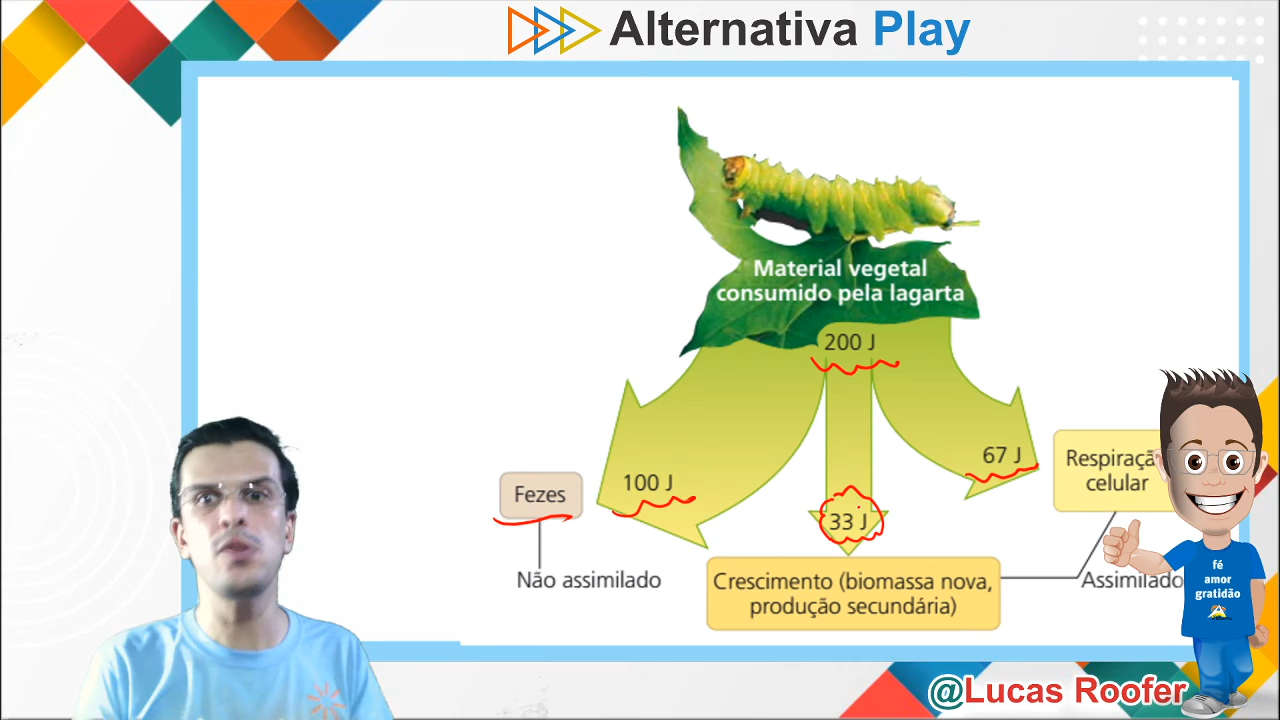 Alternativa Play
Material vegetal
consumido pela lagarta
200 J
67 J
100 J
33 J
Fezes
Respiraçã
celular
Não assimilado
Crescimento (biomassa nova,
produção secundária)
Assimilado
fé
amor
gratidão
@Lucas Roofer